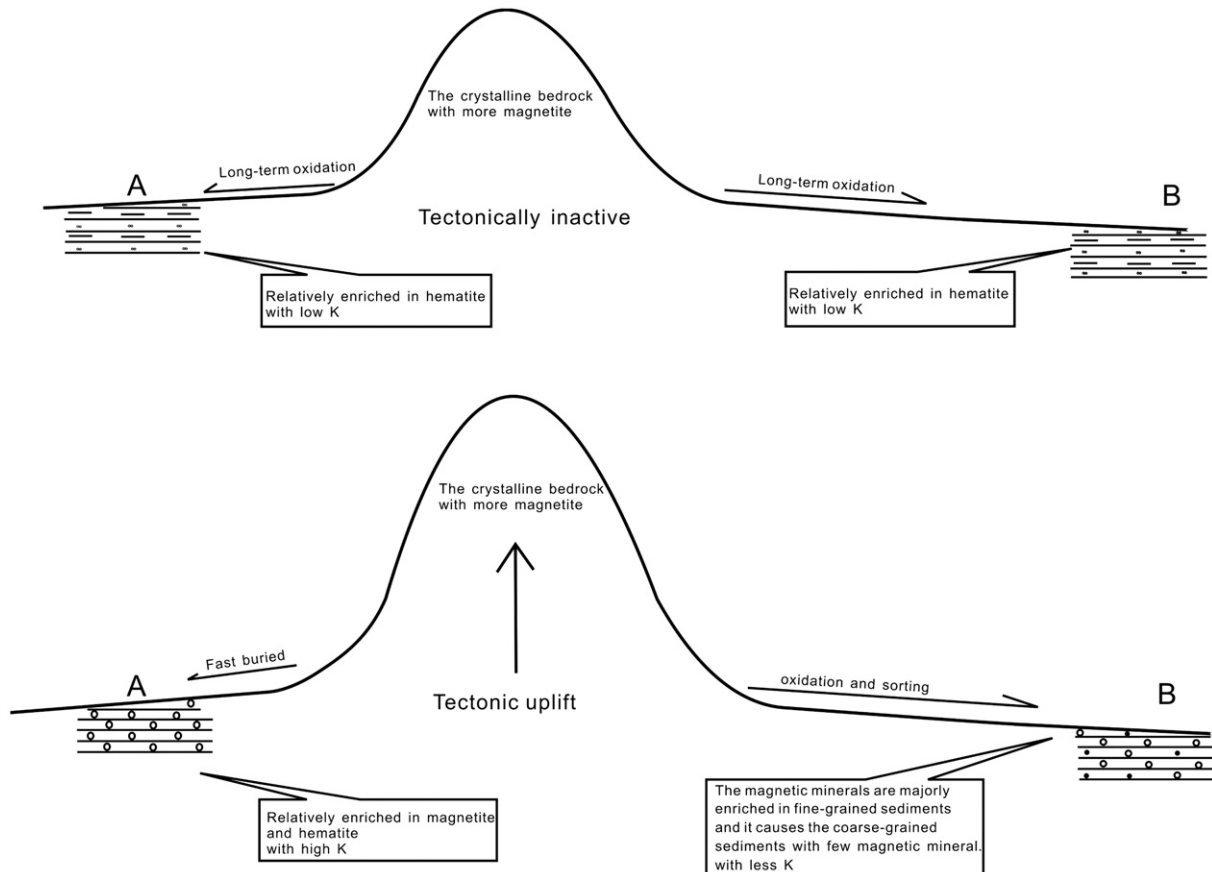 The crystalline bedrock
with more magnetite
Long-term oxidation
A
Long-term oxidation
B
Tectonically inactive
Relatively enriched in hematite
with low K
Relatively enriched in hematite
with low K
The crystalline bedrock
with more magnetite
Fast buried
A
Tectonic uplift
oxidation and sorting
B
Relatively enriched in magnetite
and hematite
with high K
The magnetic minerals are majorly
enriched in fine-grained sediments
and it causes the coarse-grained
sediments with few magnetic mineral.
with less K